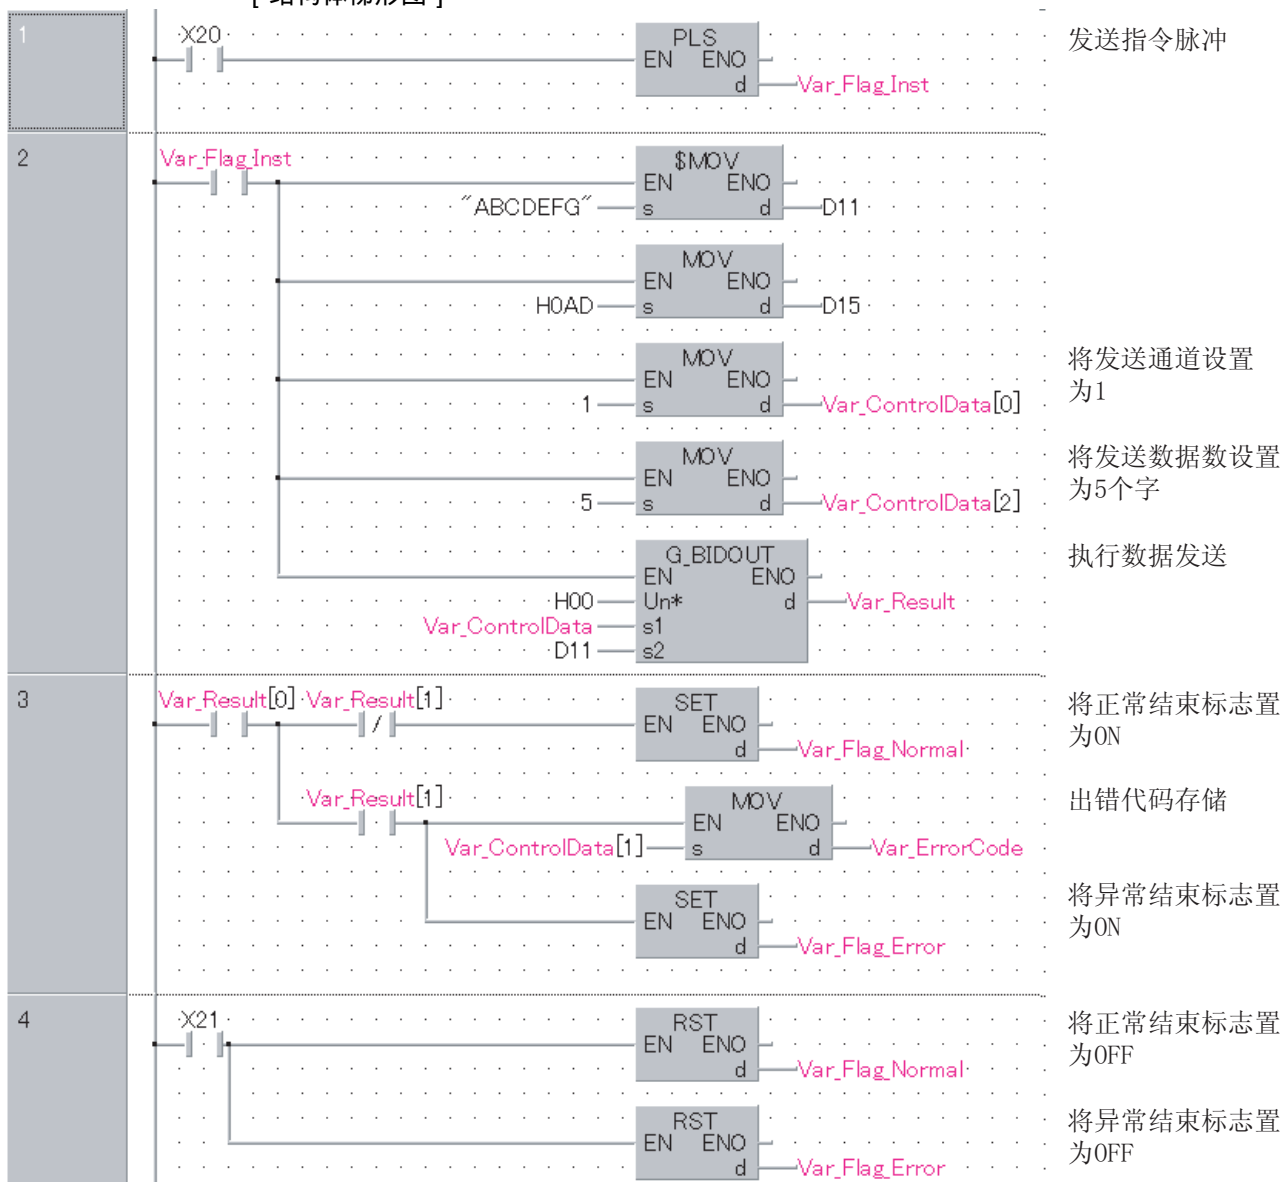 [ 结构体梯形图 ]
1
X20
PLS
发送指令脉冲
EN ENO
d Var_Flag_Inst
2
Var_Flag_Inst
$MOV
EN ENO
"ABCDEFG" s d D11
MOV
EN ENO
H0AD s d D15
MOV
将发送通道设置
EN ENO
为1
1 s d Var_ControlData[0]
MOV
将发送数据数设置
EN ENO
为5个字
5 s d Var_ControlData[2]
G_BIDOUT
执行数据发送
EN ENO
H00 Un* d Var_Result
Var_ControlData s1
D11 s2
3
Var_Result[0] Var_Result[1]
SET
将正常结束标志置
EN ENO
为ON
d Var_Flag_Normal
Var_Result[1]
MOV
出错代码存储
EN ENO
Var_ControlData[1] s d Var_ErrorCode
SET
将异常结束标志置
EN ENO
为ON
d Var_Flag_Error
4
X21
RST
将正常结束标志置
EN ENO
为OFF
d Var_Flag_Normal
RST
将异常结束标志置
EN ENO
为OFF
d Var_Flag_Error